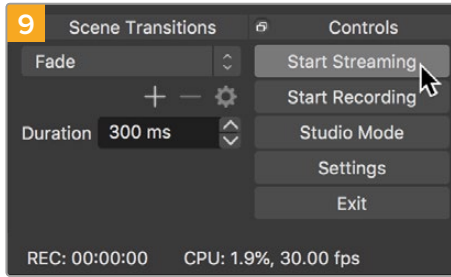 9
Scene Transitions
Controls
Fade
Start Streaming
Start Recording
Duration 300 ms
Studio Mode
Settings
Exit
REC: 00:00:00 CPU: 1.9%, 30.00 fps